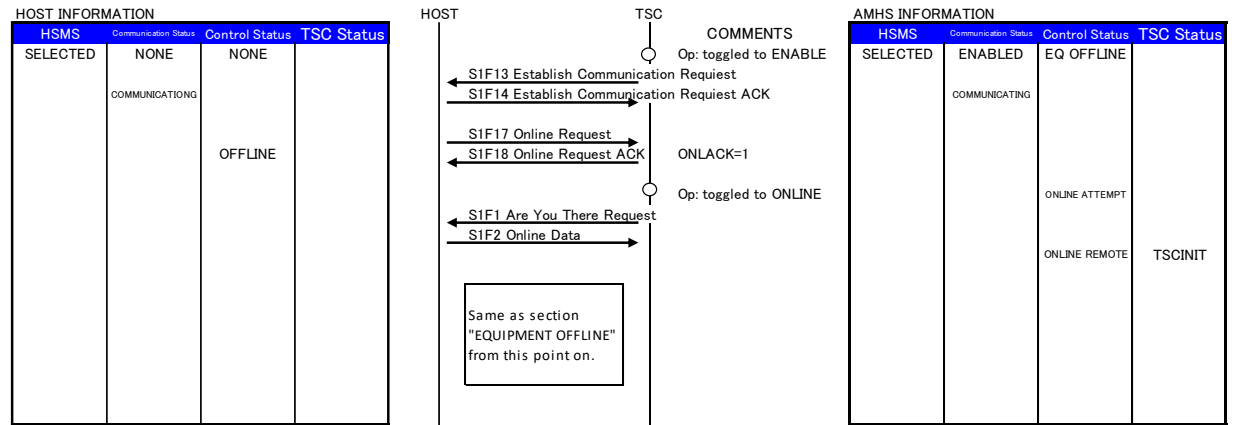 HOST INFORMATION HOST TSC AMHS INFORMATION
HSMS Communication Status Control Status TSC Status COMMENTS HSMS Communication Status Control Status TSC Status
SELECTED NONE NONE Op: toggled to ENABLE SELECTED ENABLED EQ OFFLINE
S1F13 Establish Communication Requiest
COMMUNICATIONG S1F14 Establish Communication Requiest ACK COMMUNICATING
S1F17 Online Request
OFFLINE S1F18 Online Request ACK ONLACK=1
Op: toggled to ONLINE ONLINE ATTEMPT
S1F1 Are You There Request
S1F2 Online Data
ONLINE REMOTE TSCINIT
Same as section
"EQUIPMENT OFFLINE"
from this point on.